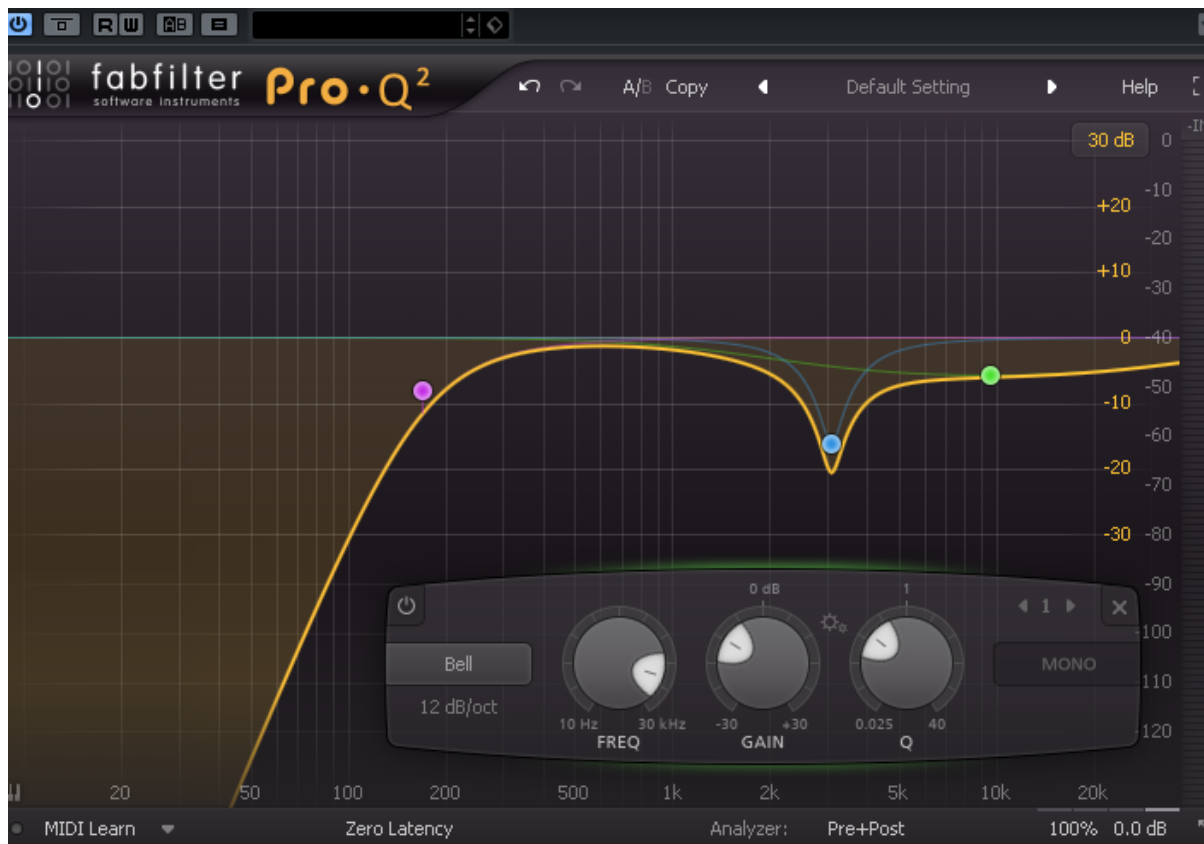 R W AB
fabfilter
software instruments
Pro·Q²
A/B Copy Default Setting Help
30 dB 0
-10
+20
-20
+10
-30
0 -40
-50
-10
-60
-20
-70
-30 -80
-90
0 dB 1 1
-100
Bell MONO
12 dB/oct 110
10 Hz 30 kHz -30 +30 0.025 40 120
FREQ GAIN Q
20 50 100 200 500 1k 2k 5k 10k 20k
MIDI Learn Zero Latency Analyzer: Pre+Post 100% 0.0 dB